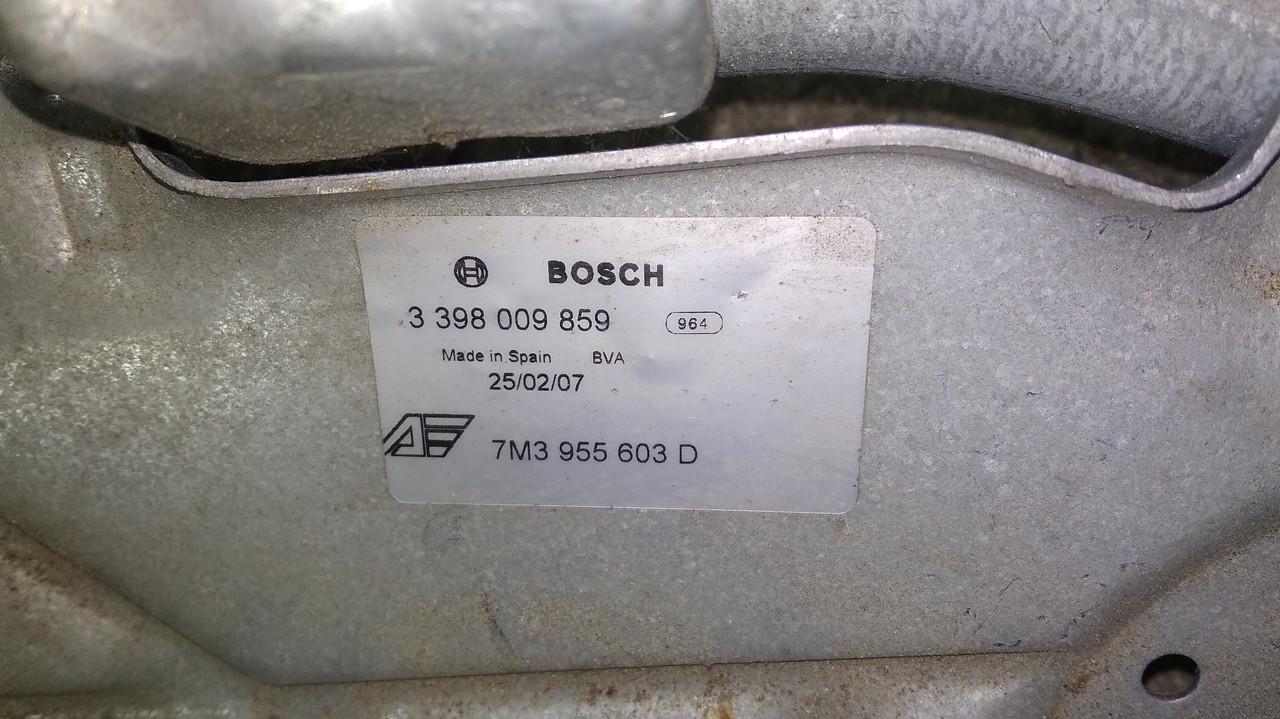 BOSCH
3 398 009 859 964
Made in Spain BVA
25/02/07
7M3 955 603 D